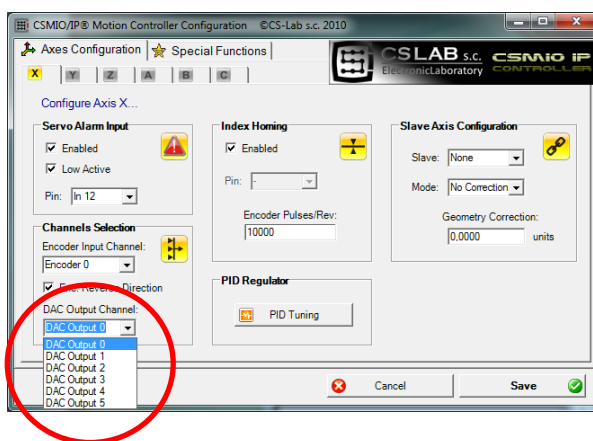 CSMIO/IP® Motion Controller Configuration ©CS-Lab s.c. 2010
Axes Configuration Special Functions
CSLAB s.c.
ElectronicLaboratory
CSMIO IP
CONTROLLER
X Y Z A B C
Configure Axis X...
Servo Alarm Input
Enabled
Low Active
Pin: In 12
Index Homing
Enabled
Pin: -
Encoder Pulses/Rev:
10000
Slave Axis Configuration
Slave: None
Mode: No Correction
Geometry Correction:
0,0000 units
Channels Selection
Encoder Input Channel:
Encoder 0
Enc. Reverse Direction
DAC Output Channel:
DAC Output 0
DAC Output 0
DAC Output 1
DAC Output 2
DAC Output 3
DAC Output 4
DAC Output 5
PID Regulator
PID Tuning
Cancel
Save